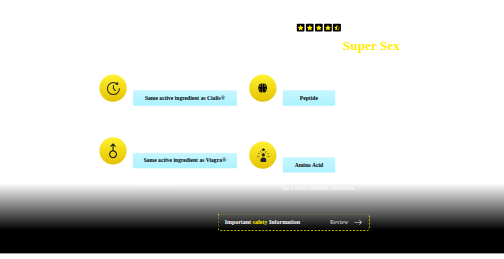 Super Sex
Same active ingredient as Cialis®
Peptide
Same active ingredient as Viagra®
Amino Acid
Important safety Information
Review